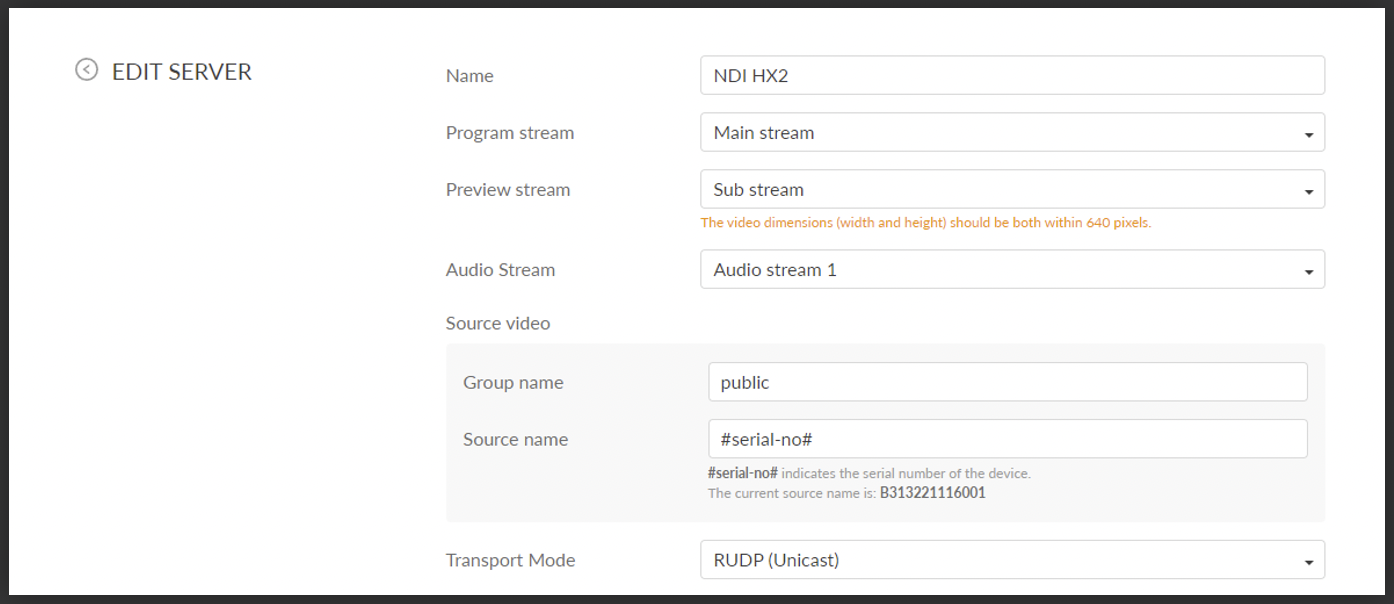 EDIT SERVER
Name
NDI HX2
Program stream
Main stream
Preview stream
Sub stream
The video dimensions (width and height) should be both within 640 pixels.
Audio Stream
Audio stream 1
Source video
Group name
public
Source name
#serial-no#
#serial-no# indicates the serial number of the device.
The current source name is: B313221116001
Transport Mode
RUDP (Unicast)